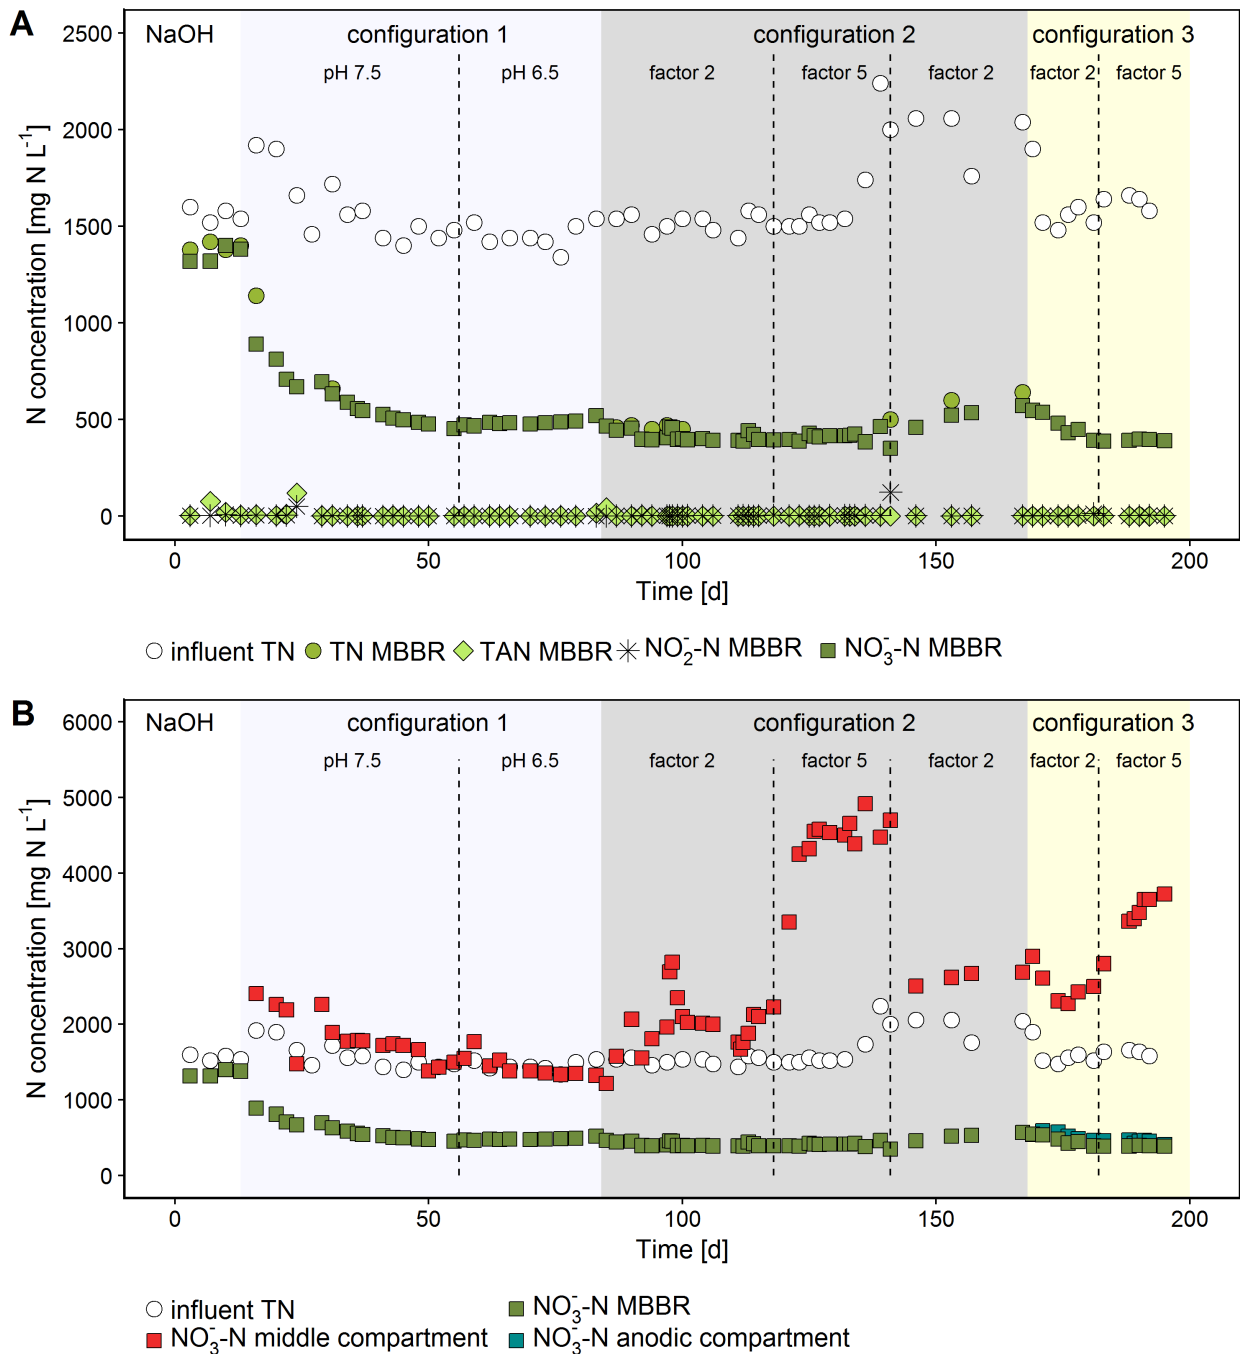 A
NaOH configuration 1 configuration 2 configuration 3
pH 7.5 pH 6.5 factor 2 factor 5 factor 2 factor 2 factor 5
N concentration [mg N L⁻¹]
2500
2000
1500
1000
500
0
0 50 100 150 200
Time [d]
influent TN TN MBBR TAN MBBR NO₂⁻-N MBBR NO₃⁻-N MBBR
B
NaOH configuration 1 configuration 2 configuration 3
pH 7.5 pH 6.5 factor 2 factor 5 factor 2 factor 2 factor 5
N concentration [mg N L⁻¹]
6000
5000
4000
3000
2000
1000
0
0 50 100 150 200
Time [d]
influent TN NO₃⁻-N MBBR
NO₃⁻-N middle compartment NO₃⁻-N anodic compartment